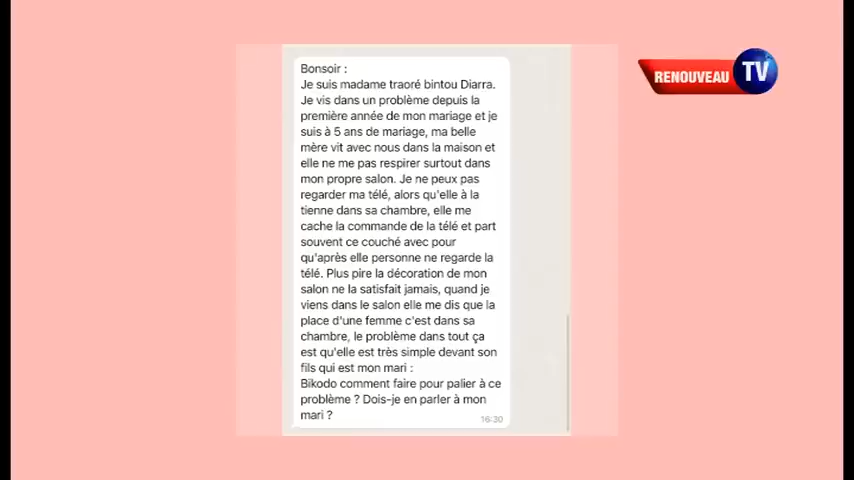 RENOUVEAU TV
Bonsoir :
Je suis madame traoré bintou Diarra.
Je vis dans un problème depuis la
première année de mon mariage et je
suis à 5 ans de mariage, ma belle
mère vit avec nous dans la maison et
elle ne me pas respirer surtout dans
mon propre salon. Je ne peux pas
regarder ma télé, alors qu'elle à la
tienne dans sa chambre, elle me
cache la commande de la télé et part
souvent ce couché avec pour
qu'après elle personne ne regarde la
télé. Plus pire la décoration de mon
salon ne la satisfait jamais, quand je
viens dans le salon elle me dis que la
place d'une femme c'est dans sa
chambre, le problème dans tout ça
est qu'elle est très simple devant son
fils qui est mon mari :
Bikodo comment faire pour palier à ce
problème ? Dois-je en parler à mon
mari ?
16:30